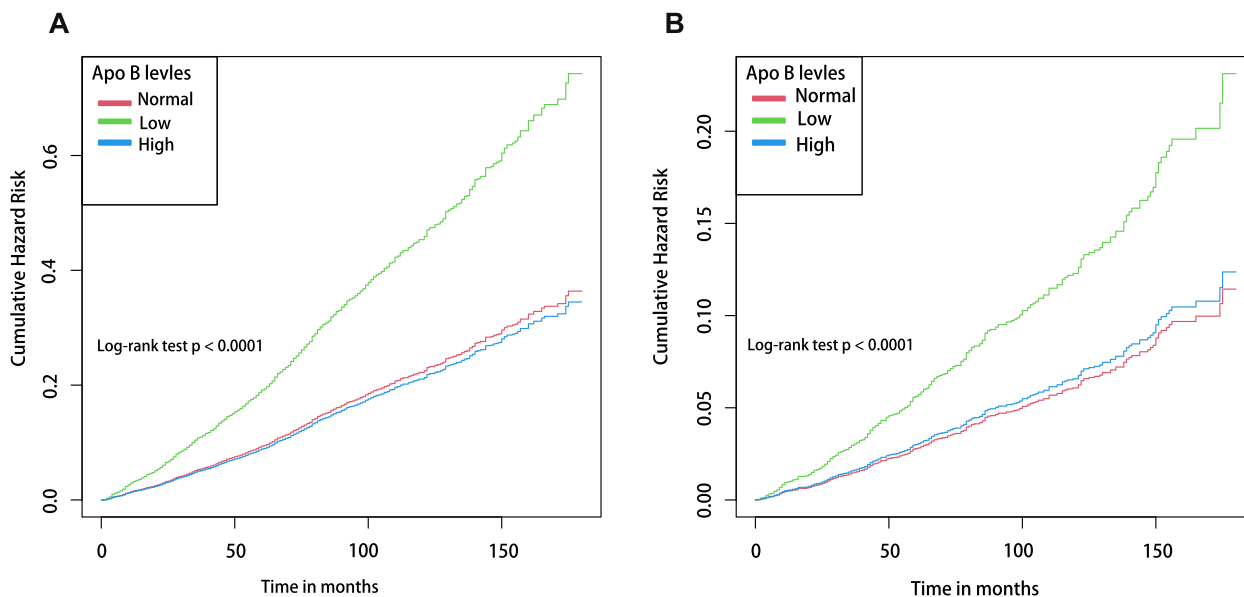 A
Apo B levles
Normal
Low
High
Log-rank test p < 0.0001
Cumulative Hazard Risk
0.0
0.2
0.4
0.6
0
50
100
150
Time in months
B
Apo B levles
Normal
Low
High
Log-rank test p < 0.0001
Cumulative Hazard Risk
0.00
0.05
0.10
0.15
0.20
0
50
100
150
Time in months